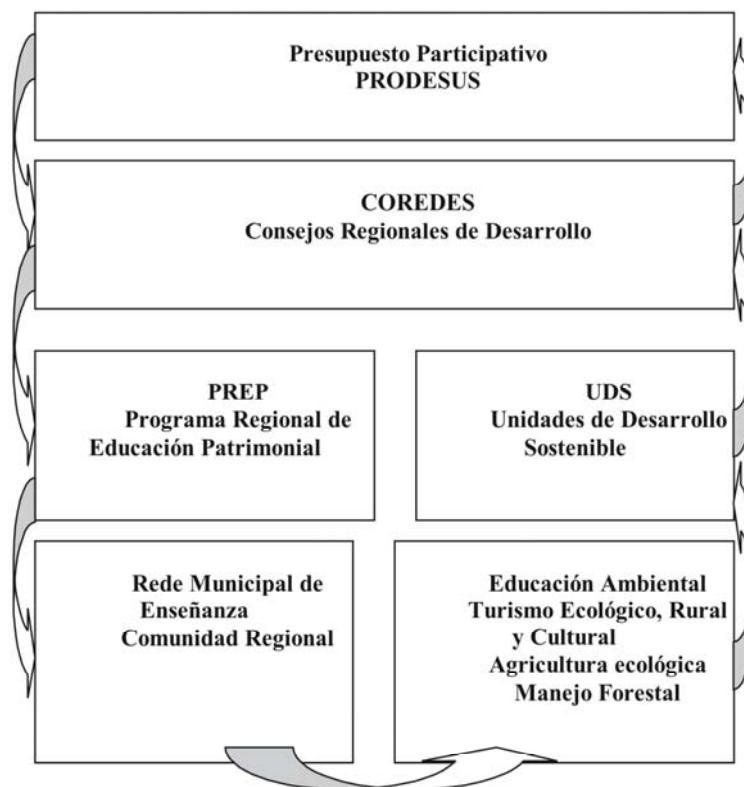 Presupuesto Participativo
PRODESUS
COREDES
Consejos Regionales de Desarrollo
PREP
Programa Regional de
Educación Patrimonial
UDS
Unidades de Desarrollo
Sostenible
Rede Municipal de
Enseñanza
Comunidad Regional
Educación Ambiental
Turismo Ecológico, Rural
y Cultural
Agricultura ecológica
Manejo Forestal